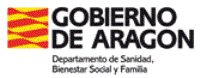 GOBIERNO
DE ARAGON
Departamento de Sanidad,
Bienestar Social y Familia